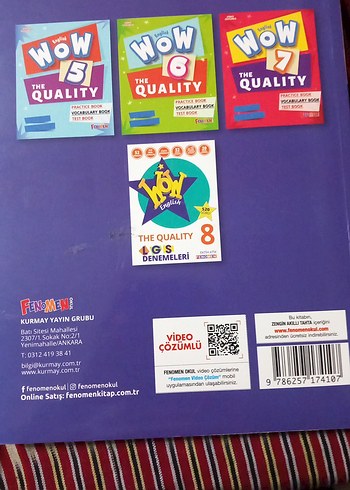 English
WOW
5
THE
QUALITY
PRACTICE BOOK
VOCABULARY BOOK
TEST BOOK
English
WOW
6
THE
QUALITY
PRACTICE BOOK
VOCABULARY BOOK
TEST BOOK
English
WOW
7
THE
QUALITY
PRACTICE BOOK
VOCABULARY BOOK
TEST BOOK
WOW
English
THE QUALITY 8
LGS
DENEMELERİ
FENOMEN
FENOMEN
OKUL
KURMAY YAYIN GRUBU
Batı Sitesi Mahallesi
2307/1.Sokak No:2/1
Yenimahalle/ANKARA
T: 0312 419 38 41
bilgi@kurmay.com.tr
www.kurmay.com.tr
fenomenokul | fenomenokul
Online Satış: fenomenkitap.com.tr
VİDEO
ÇÖZÜMLÜ
FENOMEN OKUL video çözümlerine
"Fenomen Video Çözüm" mobil
uygulamasından ulaşabilirsiniz.
Bu kitabın,
ZENGİN AKILLI TAHTA içeriğini
www.fenomenokul.com
adresinden ücretsiz indirebilirsiniz.
9 786257 174107